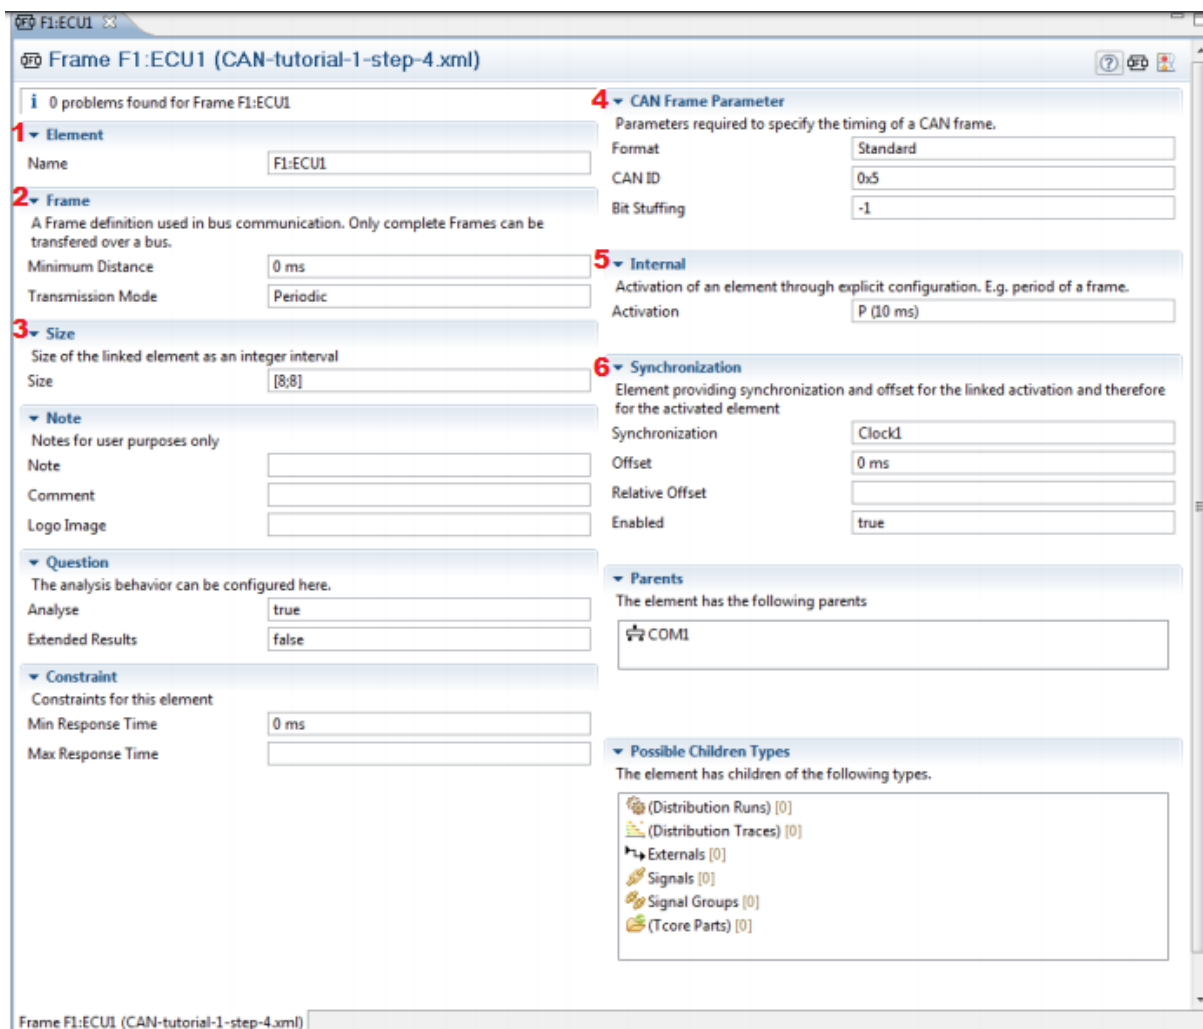 F1:ECU1
Frame F1:ECU1 (CAN-tutorial-1-step-4.xml)
i 0 problems found for Frame F1:ECU1
1 Element
Name F1:ECU1
2 Frame
A Frame definition used in bus communication. Only complete Frames can be
transfered over a bus.
Minimum Distance 0 ms
Transmission Mode Periodic
3 Size
Size of the linked element as an integer interval
Size [8;8]
Note
Notes for user purposes only
Note
Comment
Logo Image
Question
The analysis behavior can be configured here.
Analyse true
Extended Results false
Constraint
Constraints for this element
Min Response Time 0 ms
Max Response Time
4 CAN Frame Parameter
Parameters required to specify the timing of a CAN frame.
Format Standard
CAN ID 0x5
Bit Stuffing -1
5 Internal
Activation of an element through explicit configuration. E.g. period of a frame.
Activation P (10 ms)
6 Synchronization
Element providing synchronization and offset for the linked activation and therefore
for the activated element
Synchronization Clock1
Offset 0 ms
Relative Offset
Enabled true
Parents
The element has the following parents
COM1
Possible Children Types
The element has children of the following types.
(Distribution Runs) [0]
(Distribution Traces) [0]
Externals [0]
Signals [0]
Signal Groups [0]
(Tcore Parts) [0]
Frame F1:ECU1 (CAN-tutorial-1-step-4.xml)